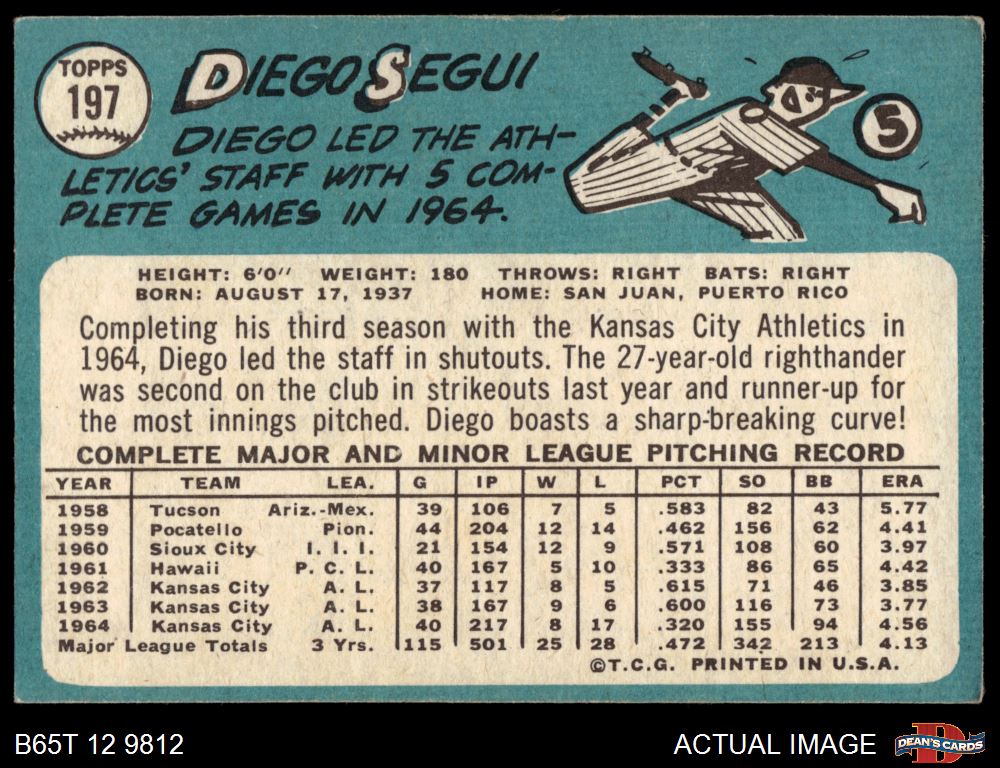 TOPPS
197
DIEGO SEGUI
DIEGO LED THE ATH-
LETICS' STAFF WITH 5 COM-
PLETE GAMES IN 1964.
5
HEIGHT: 6'0" WEIGHT: 180 THROWS: RIGHT BATS: RIGHT
BORN: AUGUST 17, 1937 HOME: SAN JUAN, PUERTO RICO
Completing his third season with the Kansas City Athletics in
1964, Diego led the staff in shutouts. The 27-year-old righthander
was second on the club in strikeouts last year and runner-up for
the most innings pitched. Diego boasts a sharp-breaking curve!
COMPLETE MAJOR AND MINOR LEAGUE PITCHING RECORD
YEAR TEAM LEA. G IP W L PCT SO BB ERA
1958 Tucson Ariz.-Mex. 39 106 7 5 .583 82 43 5.77
1959 Pocatello Pion. 44 204 12 14 .462 156 62 4.41
1960 Sioux City I. I. I. 21 154 12 9 .571 108 60 3.97
1961 Hawaii P. C. L. 40 167 5 10 .333 86 65 4.42
1962 Kansas City A. L. 37 117 8 5 .615 71 46 3.85
1963 Kansas City A. L. 38 167 9 6 .600 116 73 3.77
1964 Kansas City A. L. 40 217 8 17 .320 155 94 4.56
Major League Totals 3 Yrs. 115 501 25 28 .472 342 213 4.13
©T.C.G. PRINTED IN U.S.A.
B65T 12 9812
ACTUAL IMAGE
D
DEAN'S CARDS